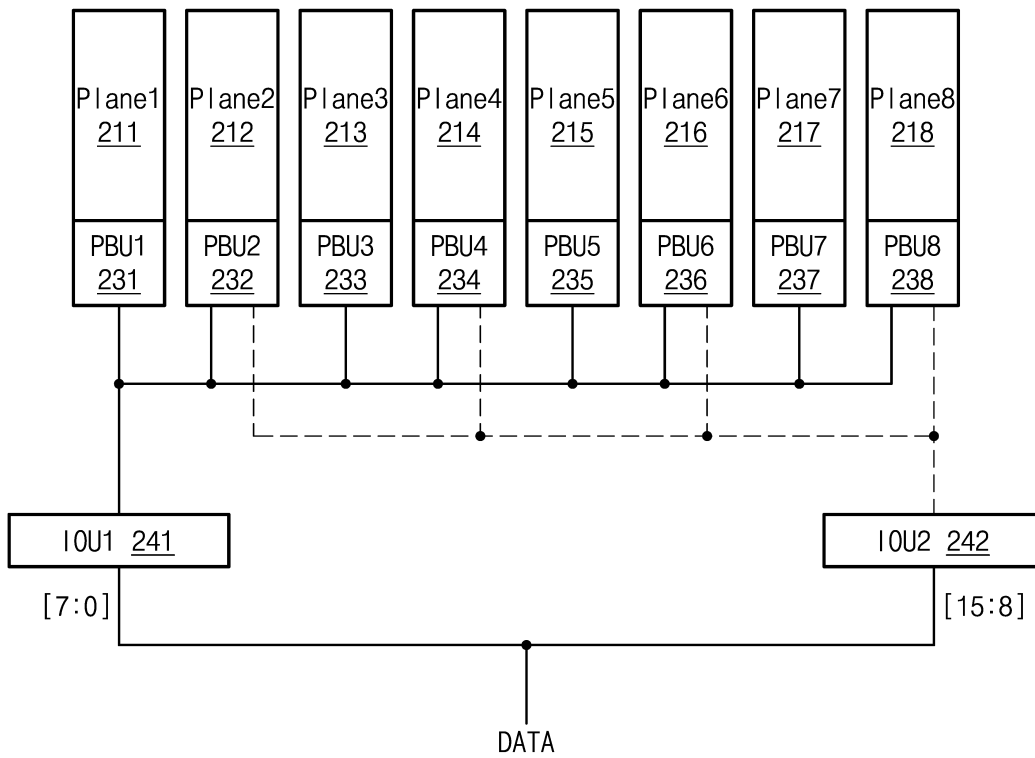 Plane1 Plane2 Plane3 Plane4 Plane5 Plane6 Plane7 Plane8
211 212 213 214 215 216 217 218
PBU1 PBU2 PBU3 PBU4 PBU5 PBU6 PBU7 PBU8
231 232 233 234 235 236 237 238
IOU1 241 IOU2 242
[7:0] [15:8]
DATA